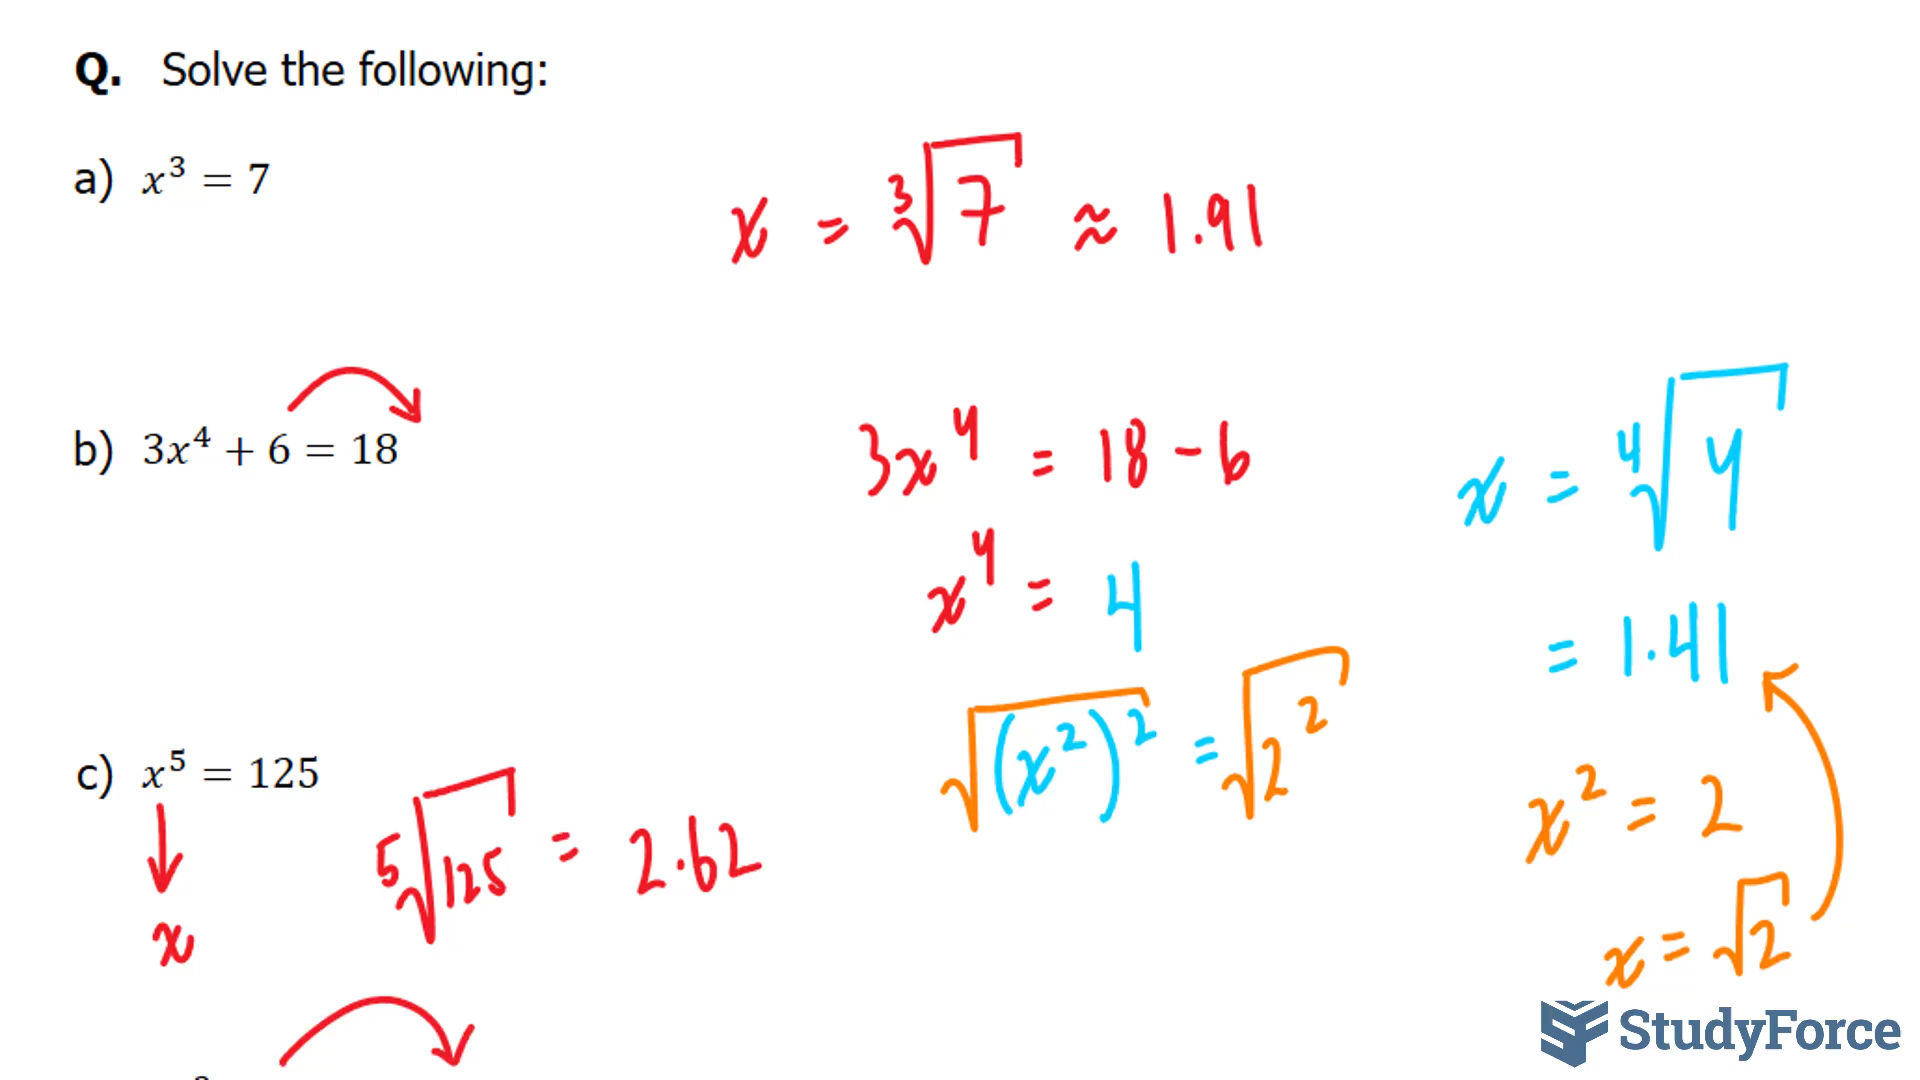 Q. Solve the following:
a) x³ = 7
x = ∛7 ≈ 1.91
b) 3x⁴ + 6 = 18
3x⁴ = 18 - 6
x⁴ = 4
√(x²)² = √2²
x = ∜4
= 1.41
x² = 2
x = √2
c) x⁵ = 125
x
⁵√125 = 2.62
StudyForce